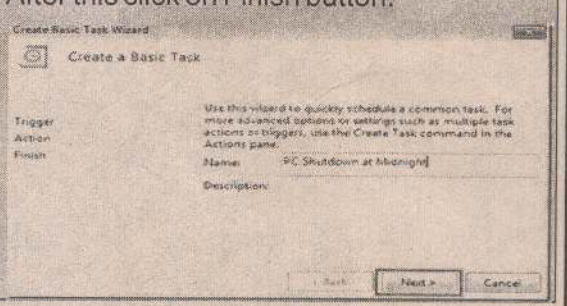 After this click on Finish button.
Create Basic Task Wizard
Create a Basic Task
Use this wizard to quickly schedule a common task. For
more advanced options or settings such as multiple task
actions or triggers, use the Create Task command in the
Actions pane.
Trigger
Action
Finish
Name: PC Shutdown at Midnight
Description:
< Back Next > Cancel